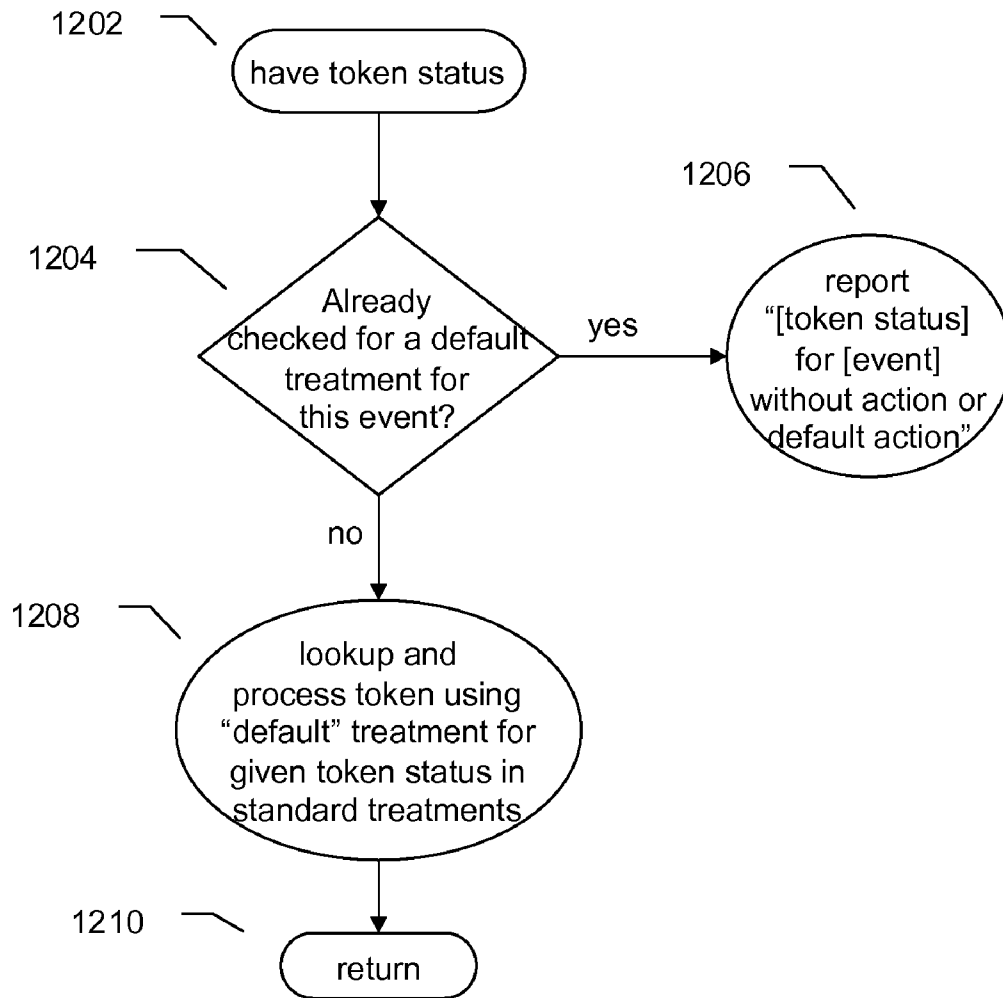 1202
have token status
1206
1204
Already
checked for a default
treatment for
this event?
yes
report
“[token status]
for [event]
without action or
default action”
no
1208
lookup and
process token using
“default” treatment for
given token status in
standard treatments
1210
return